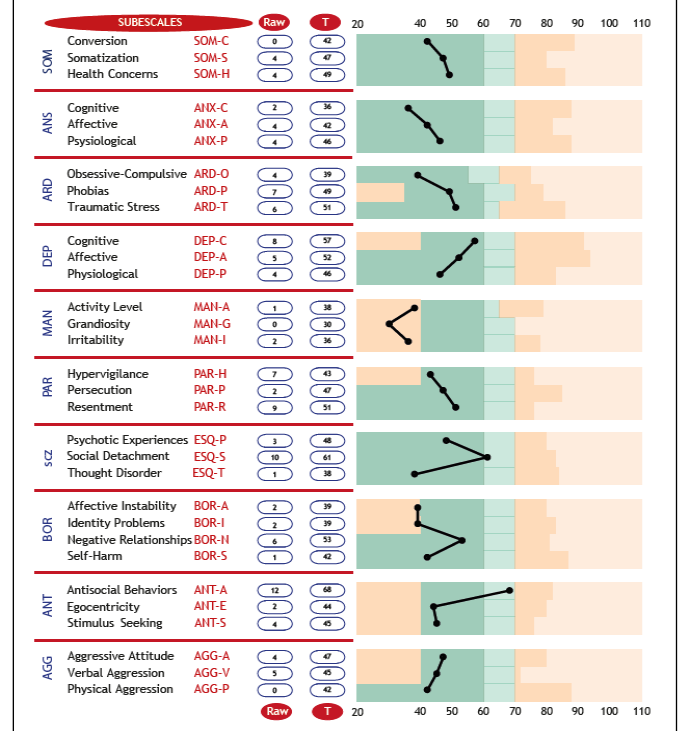 SUBESCALES Raw T 20 40 50 60 70 80 90 100 110
SOM
Conversion SOM-C 0 42
Somatization SOM-S 4 47
Health Concerns SOM-H 4 49
ANS
Cognitive ANX-C 2 36
Affective ANX-A 4 42
Psysiological ANX-P 4 46
ARD
Obsessive-Compulsive ARD-O 4 39
Phobias ARD-P 7 49
Traumatic Stress ARD-T 6 51
DEP
Cognitive DEP-C 8 57
Affective DEP-A 5 52
Physiological DEP-P 4 46
MAN
Activity Level MAN-A 1 38
Grandiosity MAN-G 0 30
Irritability MAN-I 2 36
PAR
Hypervigilance PAR-H 7 43
Persecution PAR-P 2 47
Resentment PAR-R 9 51
scz
Psychotic Experiences ESQ-P 3 48
Social Detachment ESQ-S 10 61
Thought Disorder ESQ-T 1 38
BOR
Affective Instability BOR-A 2 39
Identity Problems BOR-I 2 39
Negative Relationships BOR-N 6 53
Self-Harm BOR-S 1 42
ANT
Antisocial Behaviors ANT-A 12 68
Egocentricity ANT-E 2 44
Stimulus Seeking ANT-S 4 45
AGG
Aggressive Attitude AGG-A 4 47
Verbal Aggression AGG-V 5 45
Physical Aggression AGG-P 0 42
Raw T 20 40 50 60 70 80 90 100 110